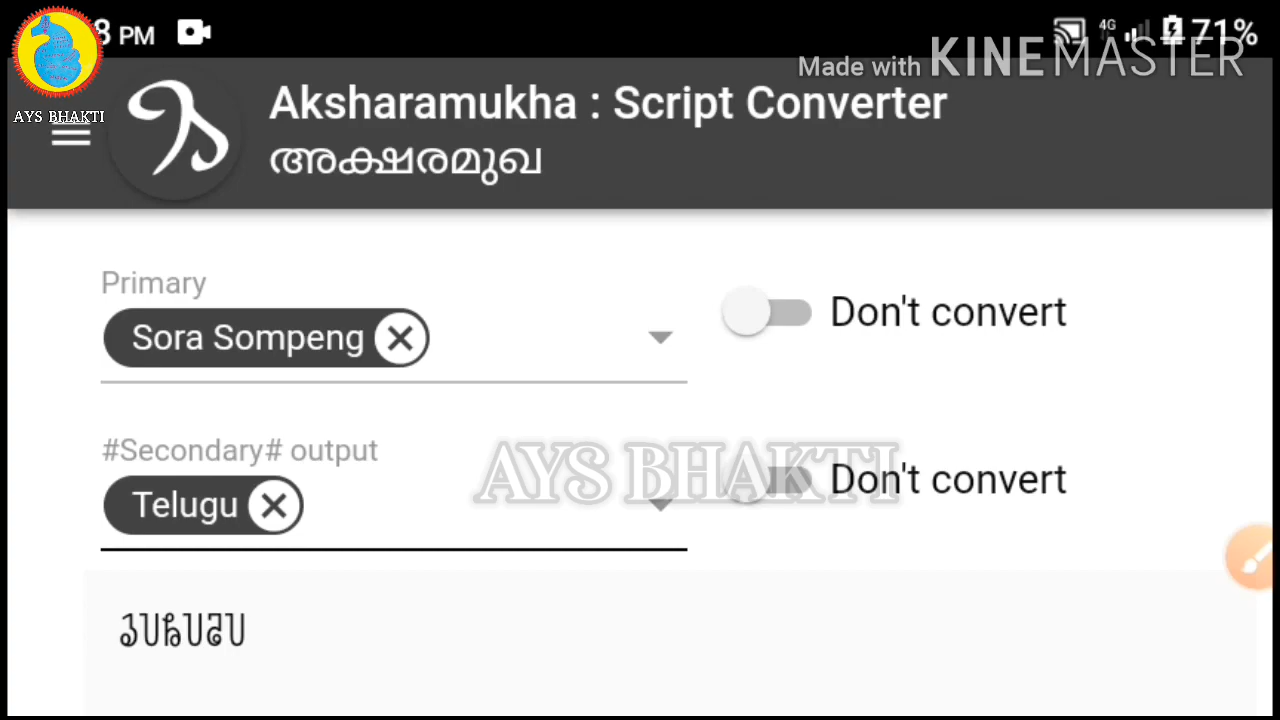 8 PM
4G
71%
Made with KINEMASTER
AYS BHAKTI
Aksharamukha : Script Converter
അക്ഷരമുഖ
Primary
Sora Sompeng
Don't convert
#Secondary# output
Telugu
AYS BHAKTI
Don't convert